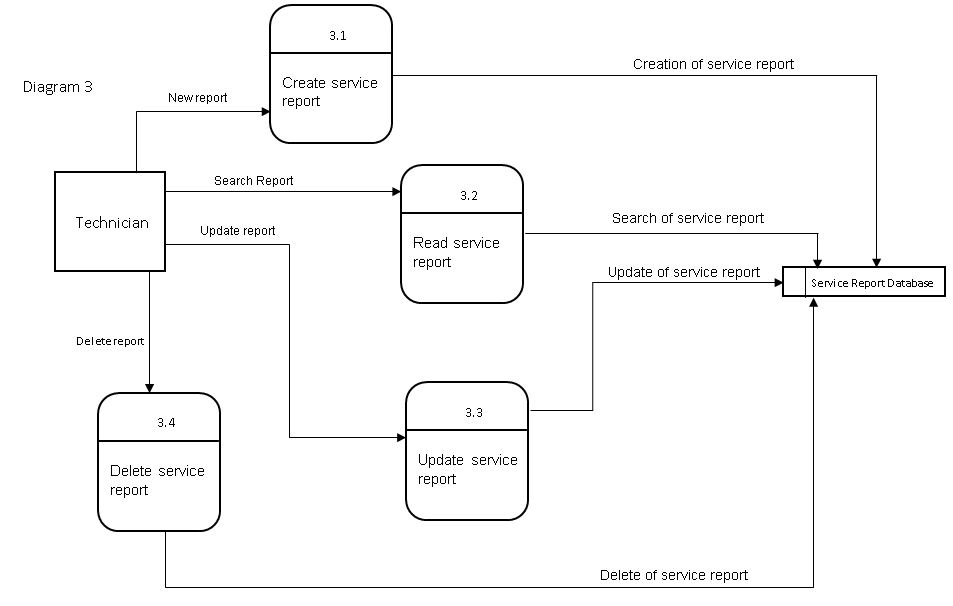 3.1
Creation of service report
Create service
report
Diagram 3
New report
Search Report
3.2
Technician
Search of service report
Update report
Read service
report
Update of service report
Service Report Database
Delete report
3.4
3.3
Delete service
report
Update service
report
Delete of service report